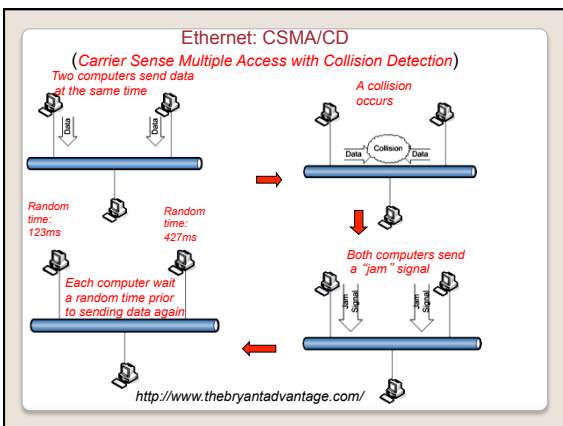 Ethernet: CSMA/CD
(Carrier Sense Multiple Access with Collision Detection)
Two computers send data
at the same time
Data
Data
A collision
occurs
Data
Collision
Data
Both computers send
a “jam” signal
Jam
Signal
Jam
Signal
Random
time:
123ms
Random
time:
427ms
Each computer wait
a random time prior
to sending data again
http://www.thebryantadvantage.com/